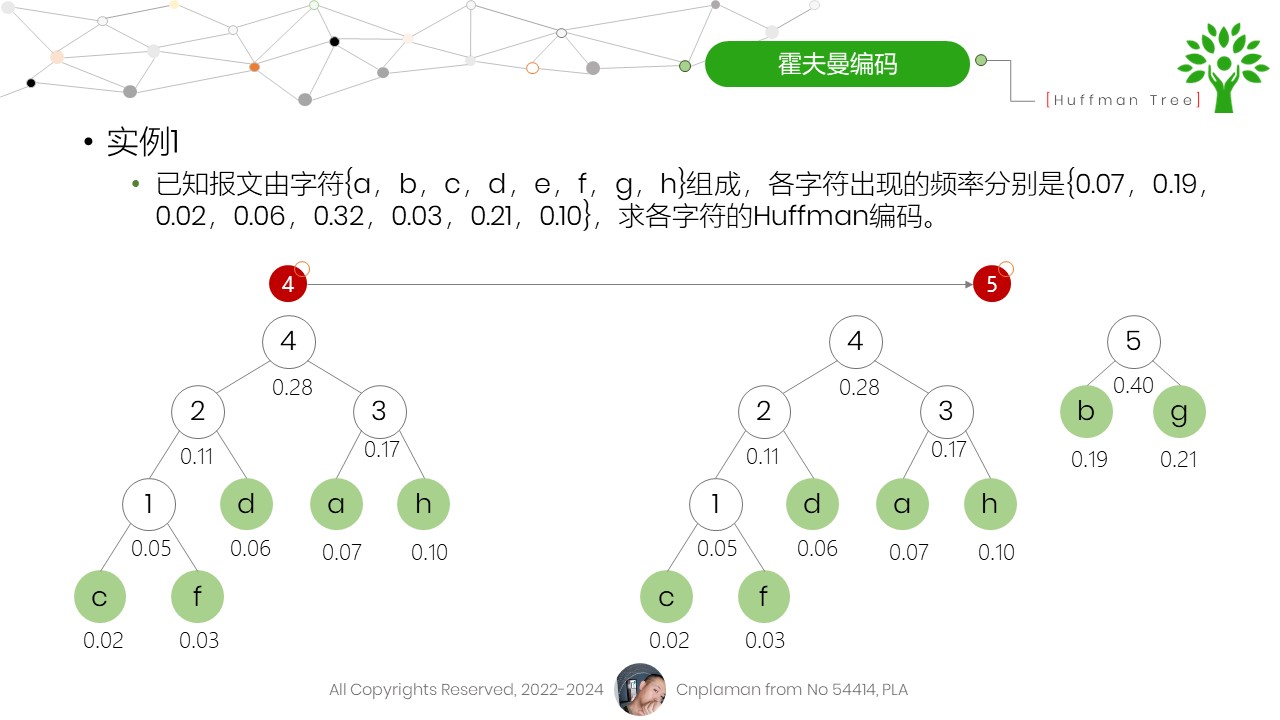 霍夫曼编码
[Huffman Tree]
• 实例1
• 已知报文由字符{a，b，c，d，e，f，g，h}组成，各字符出现的频率分别是{0.07，0.19，
0.02，0.06，0.32，0.03，0.21，0.10}，求各字符的Huffman编码。
4 5
4 4 5
0.28 0.28 0.40
2 3 2 3 b g
0.11 0.17 0.11 0.17 0.19 0.21
1 d a h 1 d a h
0.05 0.06 0.07 0.10 0.05 0.06 0.07 0.10
c f c f
0.02 0.03 0.02 0.03
All Copyrights Reserved, 2022-2024 Cnplaman from No 54414, PLA